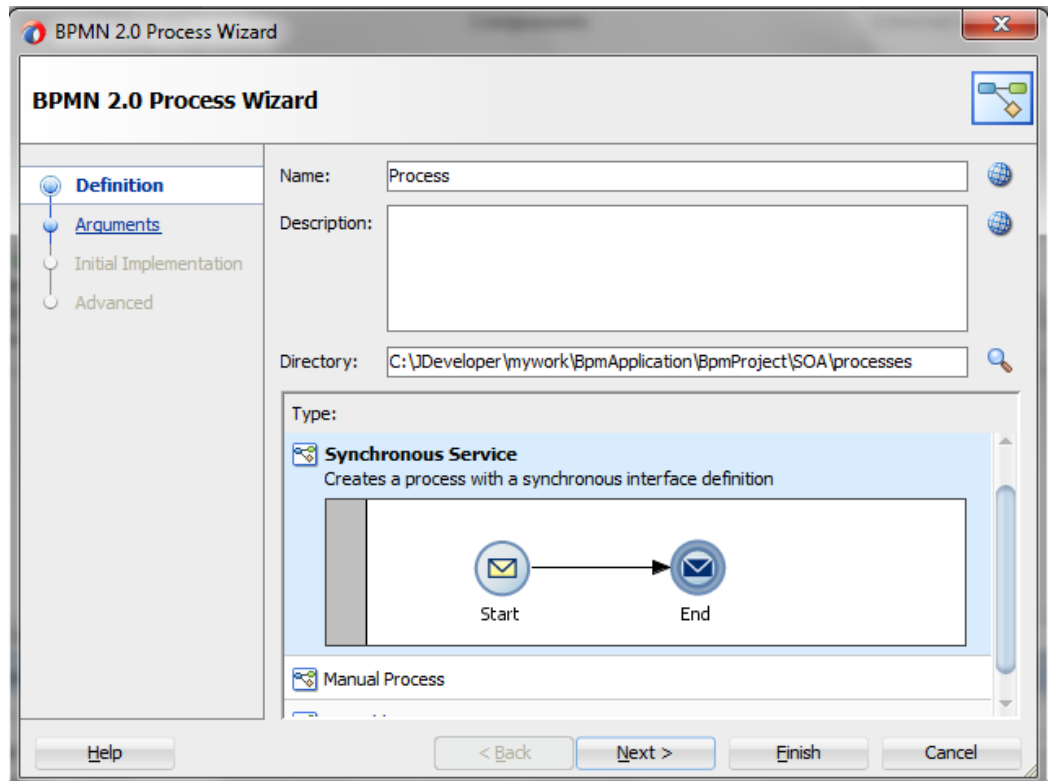 BPMN 2.0 Process Wizard
BPMN 2.0 Process Wizard
Definition
Arguments
Initial Implementation
Advanced
Name: Process
Description:
Directory: C:\JDeveloper\mywork\BpmApplication\BpmProject\SOA\processes
Type:
Synchronous Service
Creates a process with a synchronous interface definition
Start End
Manual Process
Help < Back Next > Finish Cancel